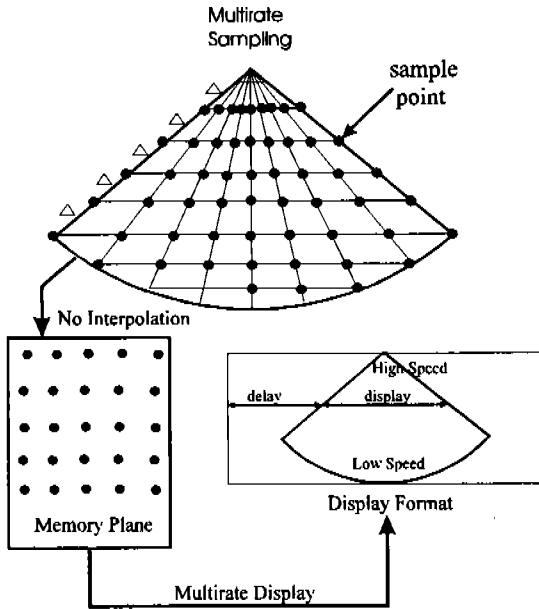 Multirate
Sampling
sample
point
Δ
Δ
Δ
Δ
Δ
No Interpolation
High Speed
delay
display
Low Speed
Memory Plane
Display Format
Multirate Display